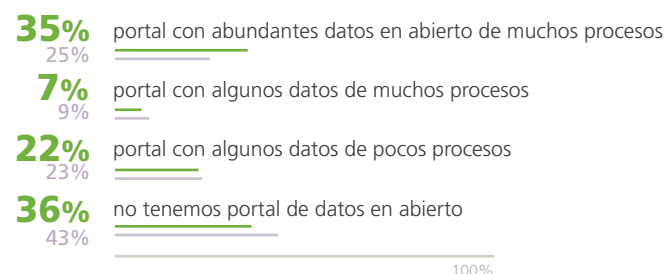 35% portal con abundantes datos en abierto de muchos procesos
25%
7% portal con algunos datos de muchos procesos
9%
22% portal con algunos datos de pocos procesos
23%
36% no tenemos portal de datos en abierto
43%
100%